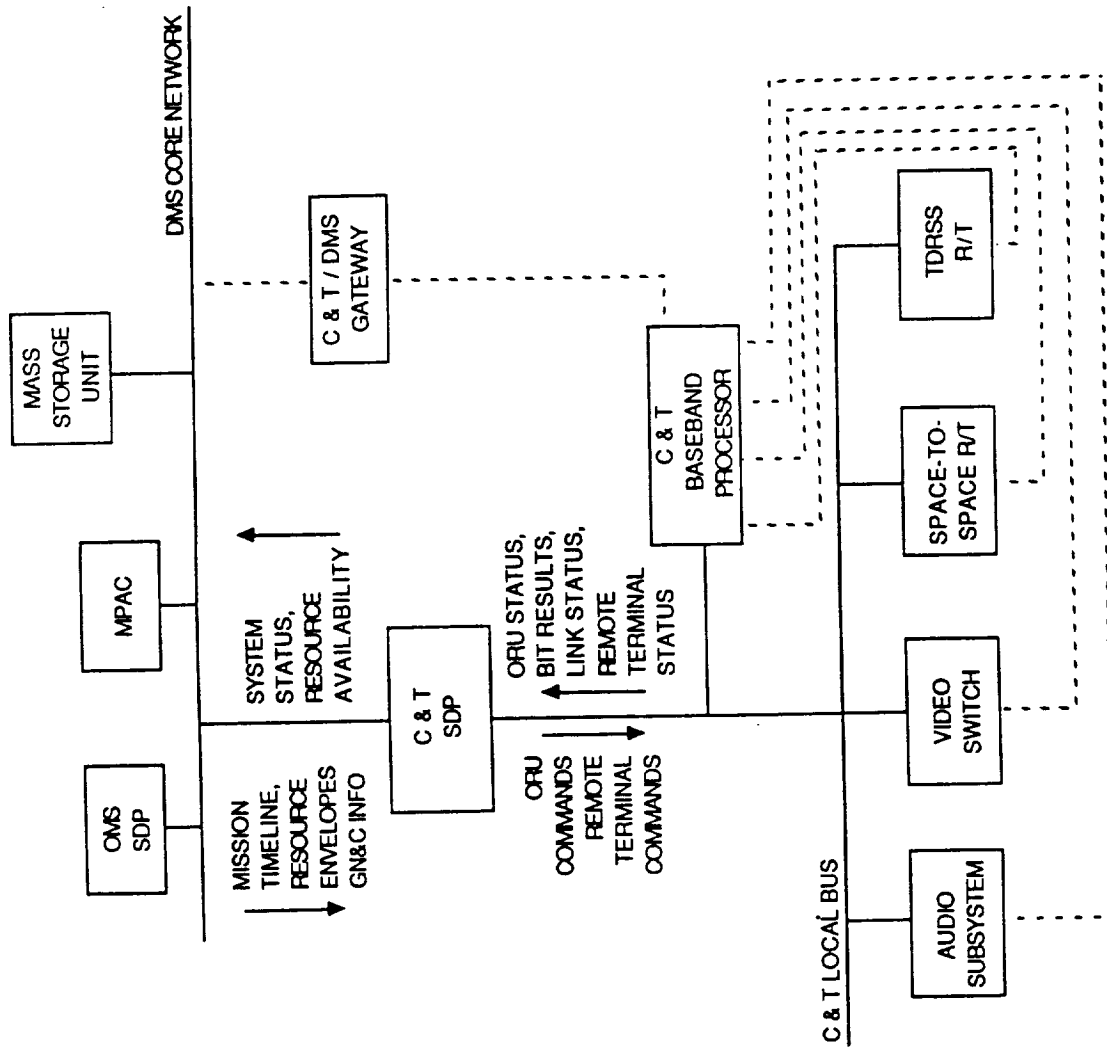 OMS
SDP
MPAC
MASS
STORAGE
UNIT
DMS CORE NETWORK
MISSION
TIMELINE,
RESOURCE
ENVELOPES
GN&C INFO
SYSTEM
STATUS,
RESOURCE
AVAILABILITY
C & T / DMS
GATEWAY
C & T
SDP
ORU
COMMANDS
REMOTE
TERMINAL
COMMANDS
ORU STATUS,
BIT RESULTS,
LINK STATUS,
REMOTE
TERMINAL
STATUS
C & T
BASEBAND
PROCESSOR
C & T LOCAL BUS
AUDIO
SUBSYSTEM
VIDEO
SWITCH
SPACE-TO-
SPACE R/T
TDRSS
R/T